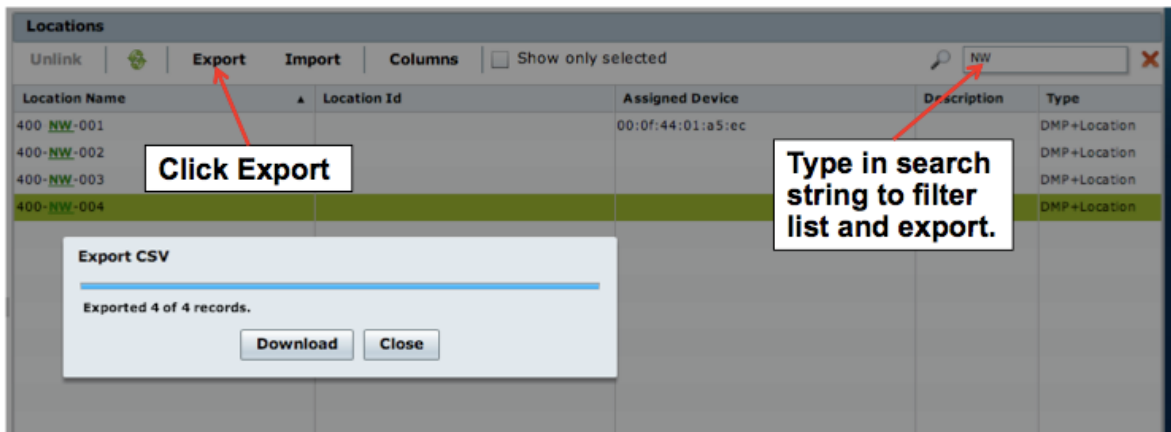 Locations
Unlink Export Import Columns Show only selected NW
Location Name Location Id Assigned Device Description Type
400 NW-001 00:0f:44:01:a5:ec DMP+Location
400-NW-002 DMP+Location
400-NW-003 DMP+Location
400-NW-004 DMP+Location
Click Export
Type in search
string to filter
list and export.
Export CSV
Exported 4 of 4 records.
Download Close